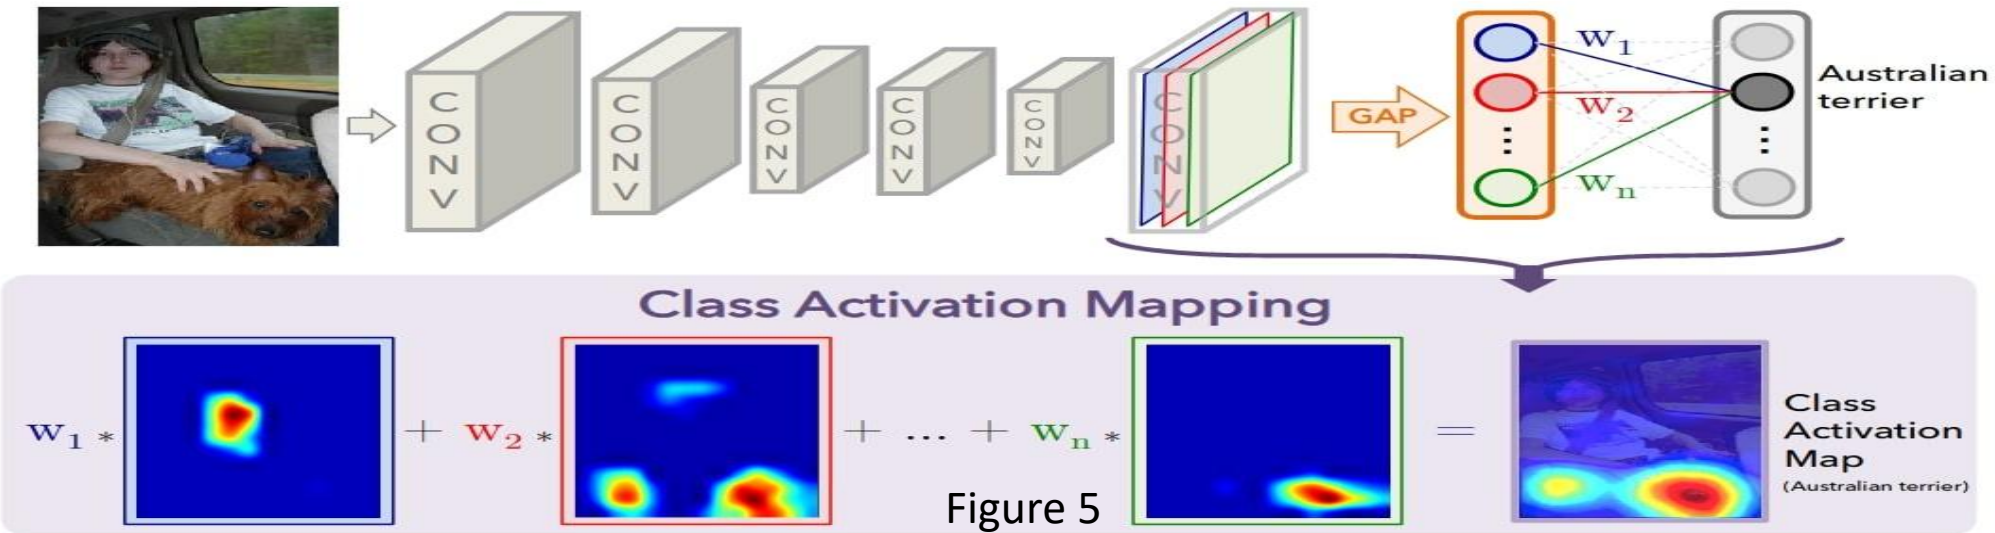 CONV
CONV
CONV
CONV
CONV
CONV
GAP
w1
w2
⋮
wn
⋮
Australian
terrier
Class Activation Mapping
w1 *
+ w2 *
+ ... + wn *
=
Class
Activation
Map
(Australian terrier)
Figure 5